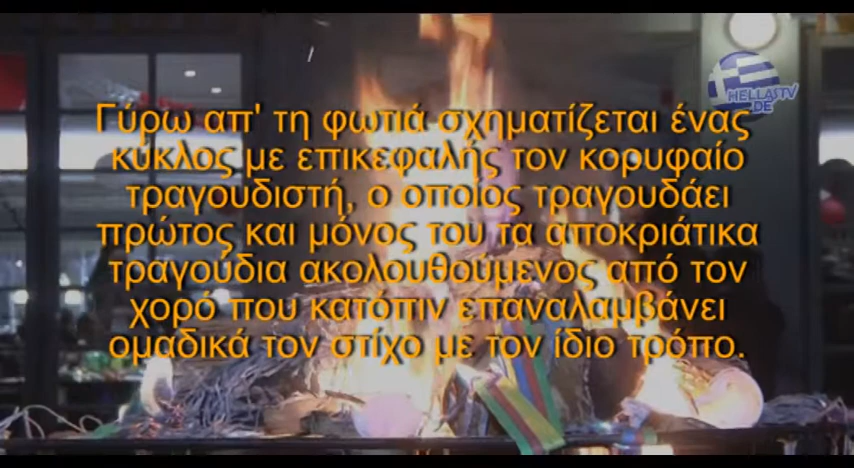 HELLASTV
.DE
Γύρω απ' τη φωτιά σχηματίζεται ένας
κύκλος με επικεφαλής τον κορυφαίο
τραγουδιστή, ο οποίος τραγουδάει
πρώτος και μόνος του τα αποκριάτικα
τραγούδια ακολουθούμενος από τον
χορό που κατόπιν επαναλαμβάνει
ομαδικά τον στίχο με τον ίδιο τρόπο.